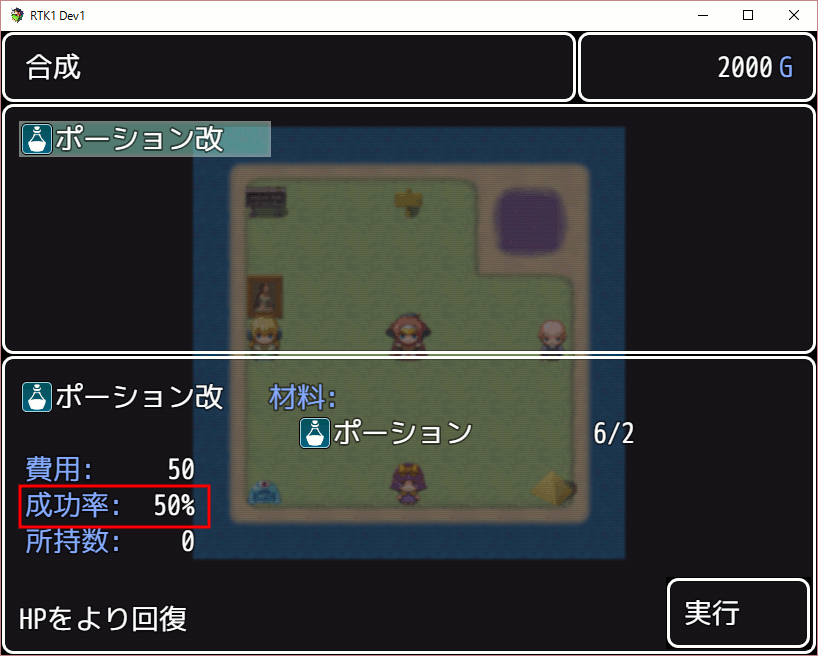 RTK1 Dev1
合成
2000 G
ポーション改
ポーション改 材料:
ポーション 6/2
費用: 50
成功率: 50%
所持数: 0
HPをより回復
実行